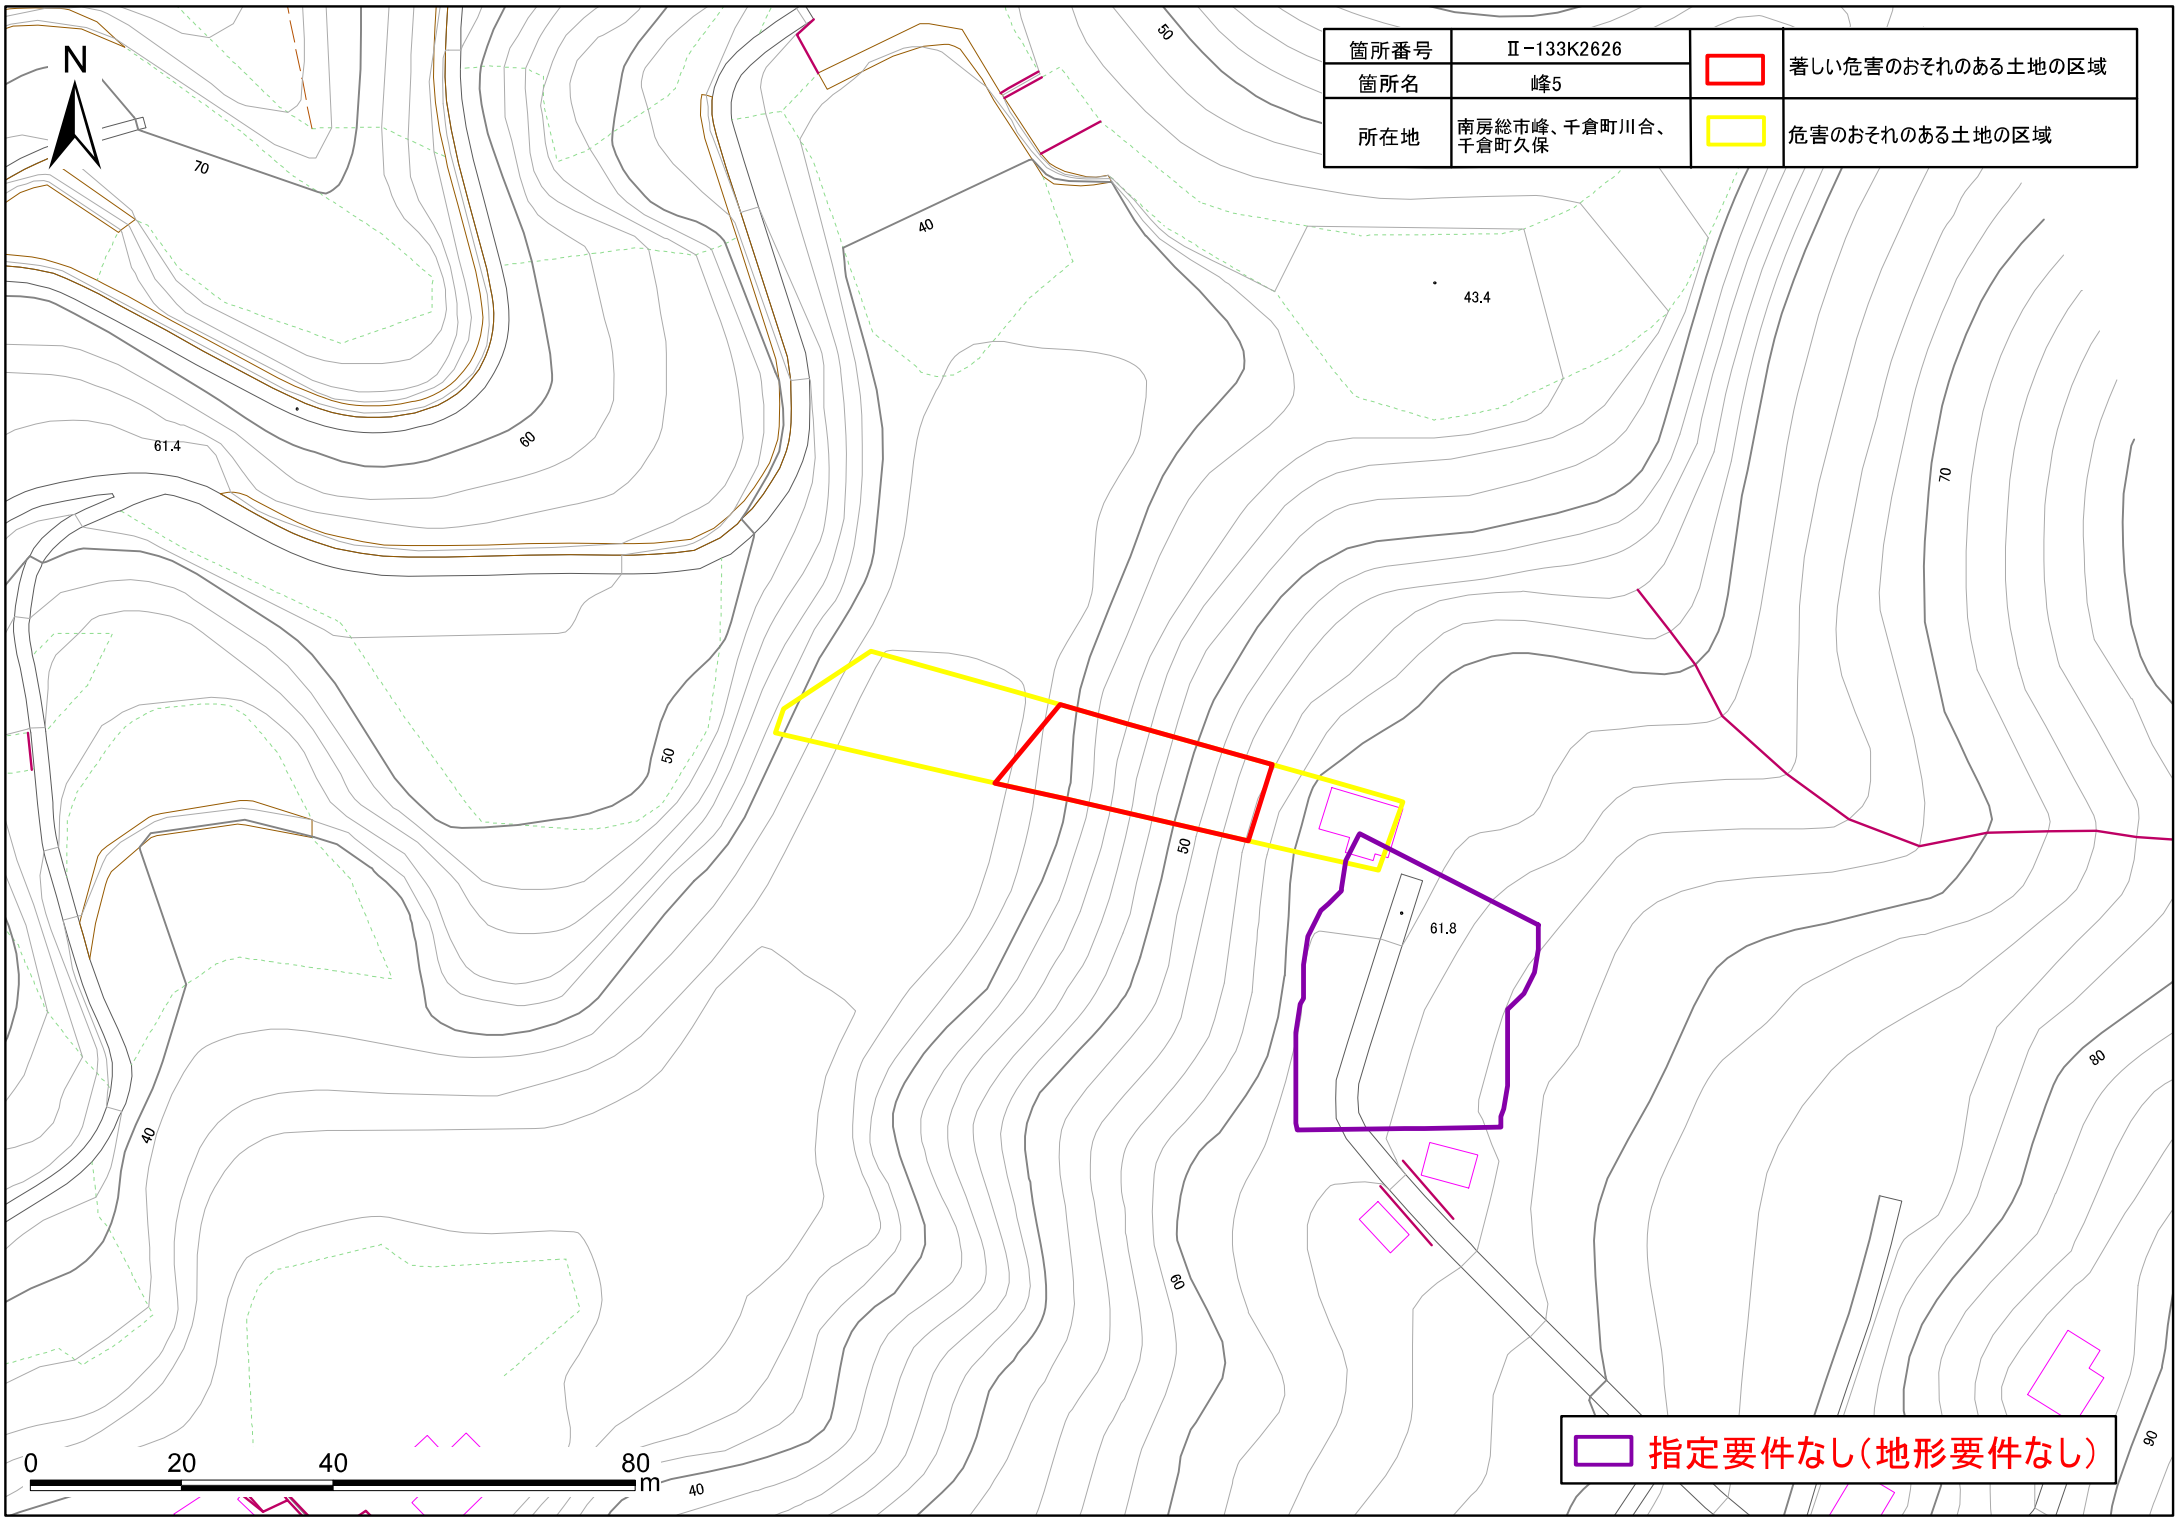 箇所番号 Ⅱ-133K2626
著しい危害のおそれのある土地の区域
箇所名 峰5
所在地 南房総市峰、千倉町川合、
千倉町久保
危害のおそれのある土地の区域
N
50
70
40
43.4
61.4
60
70
50
50
61.8
80
40
60
90
40
0 20 40 80
m
指定要件なし(地形要件なし)